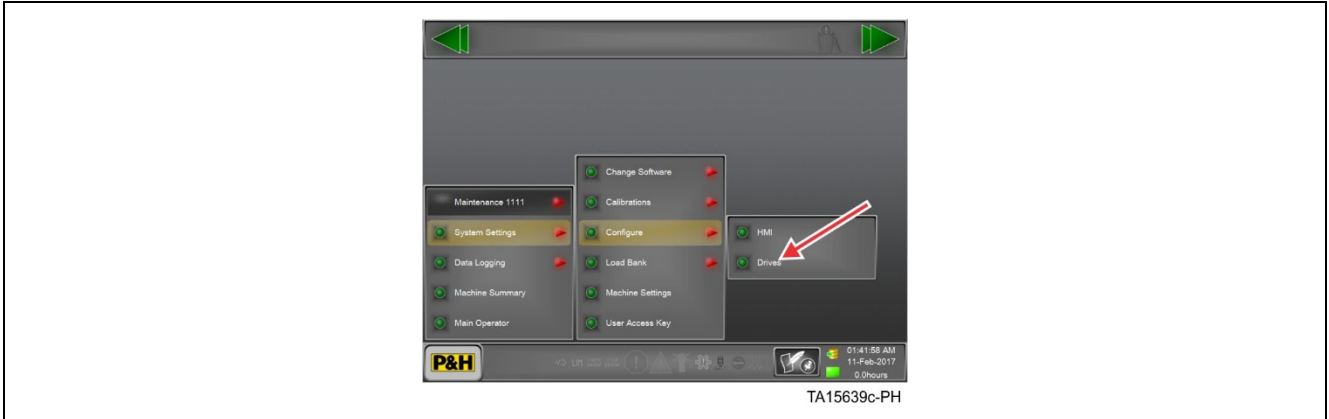 Change Software
Maintenance 1111
Calibrations
System Settings
Configure
HMI
Data Logging
Load Bank
Drives
Machine Summary
Machine Settings
Main Operator
User Access Key
P&H
01:41:58 AM
11-Feb-2017
0.0hours
TA15639c-PH